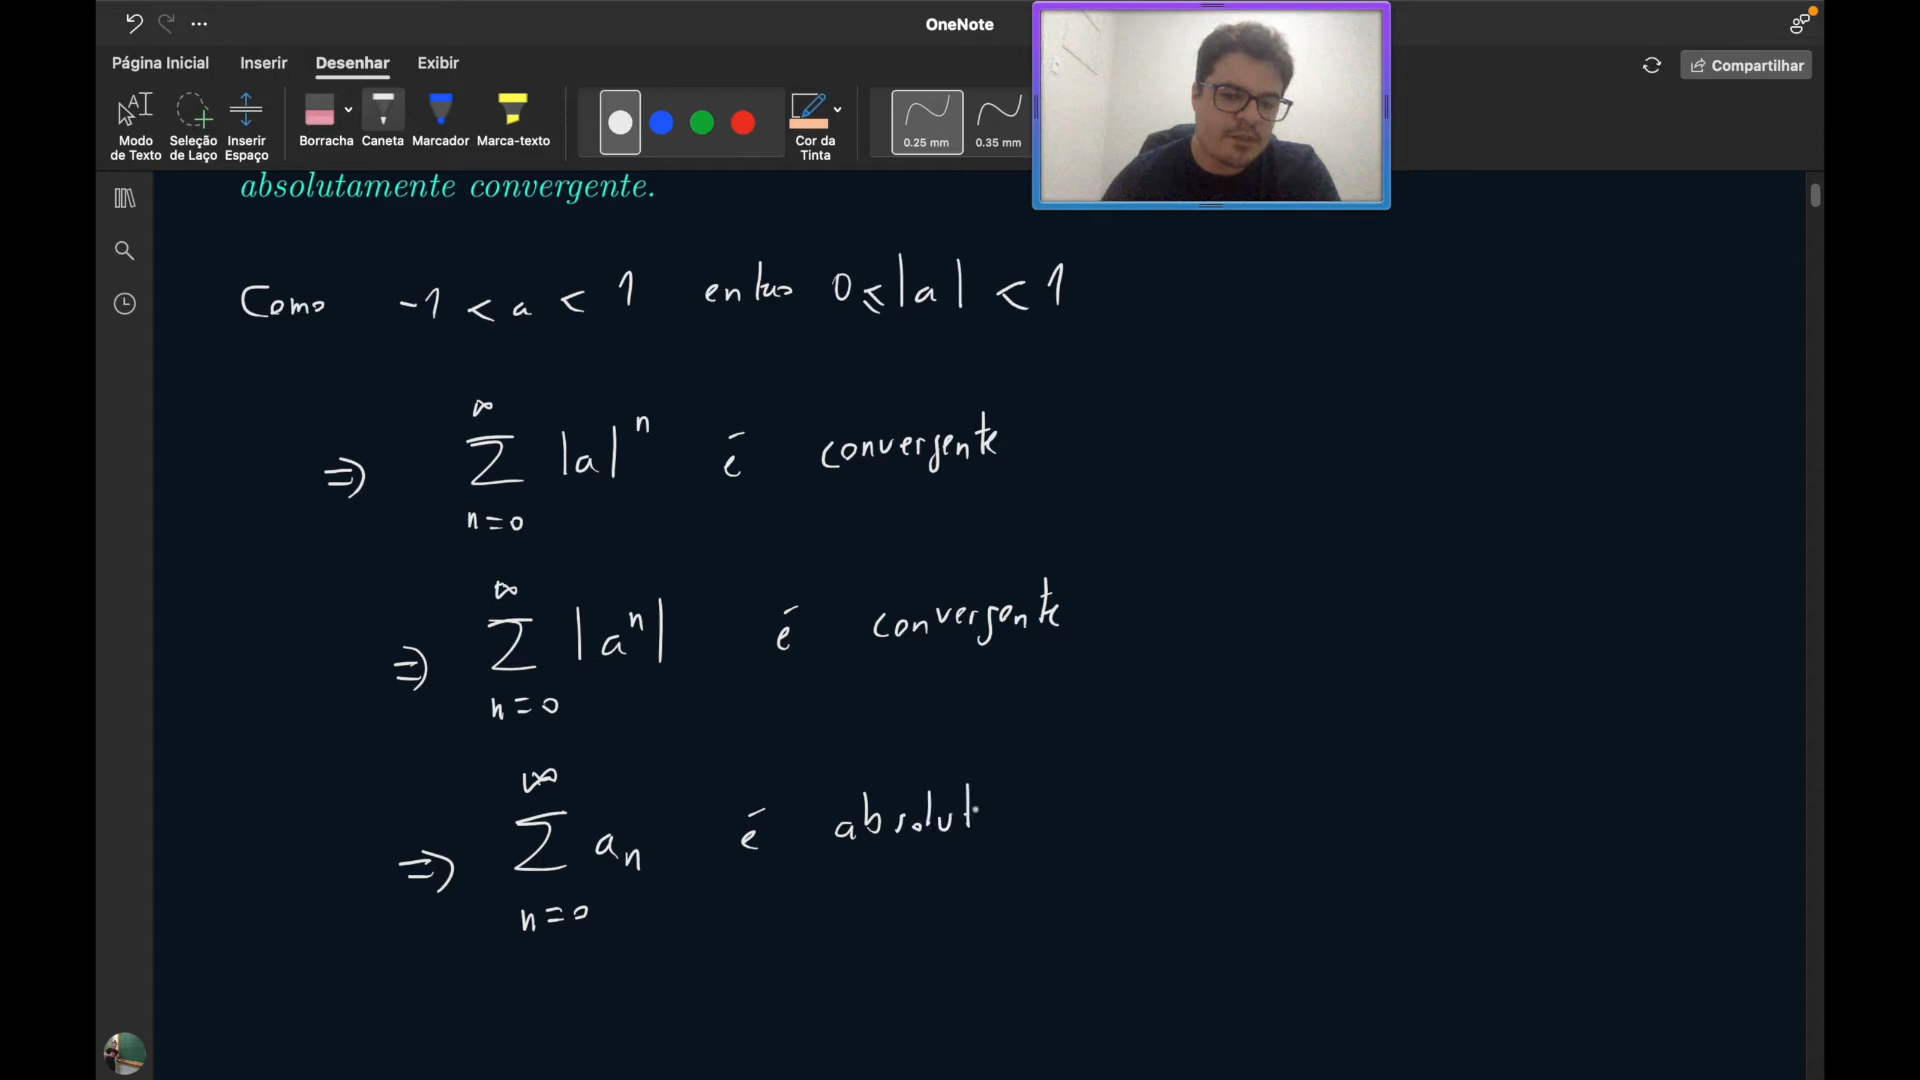 OneNote
Página Inicial Inserir Desenhar Exibir
Compartilhar
Modo de Texto Seleção de Laço Inserir Espaço Borracha Caneta Marcador Marca-texto Cor da Tinta 0.25 mm 0.35 mm
absolutamente convergente.
Como -1 < a < 1 entao 0 ≤ |a| < 1
⇒ ∞ ∑ n=0 |a|^n é convergente
⇒ ∞ ∑ n=0 |a^n| é convergente
⇒ ∞ ∑ n=0 a_n é absolut